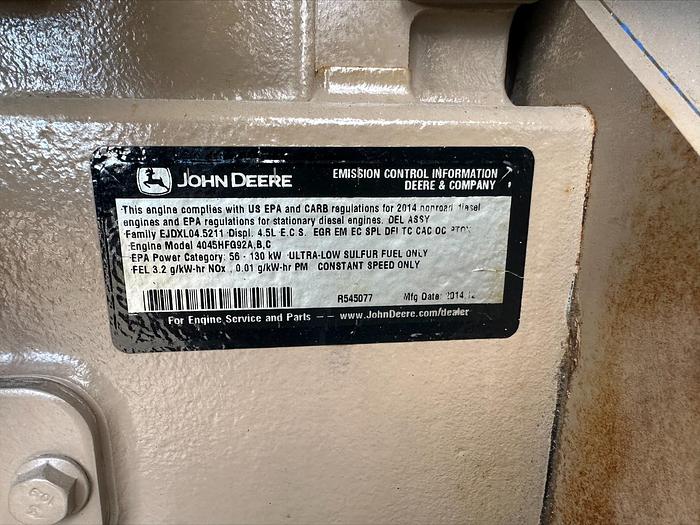 JOHN DEERE
EMISSION CONTROL INFORMATION
DEERE & COMPANY
This engine complies with US EPA and CARB regulations for 2014 nonroad diesel
engines and EPA regulations for stationary diesel engines. DEL ASSY
Family EJDXL04.5211 Displ. 4.5L E.C.S. EGR EM EC SPL DFI TC CAC OC PTOX
Engine Model 4045HFG92A,B,C
EPA Power Category: 56 - 130 kW ULTRA-LOW SULFUR FUEL ONLY
FEL 3.2 g/kW-hr NOx , 0.01 g/kW-hr PM CONSTANT SPEED ONLY
R545077 Mfg Date: 2014,12
For Engine Service and Parts -- www.JohnDeere.com/dealer
10.9